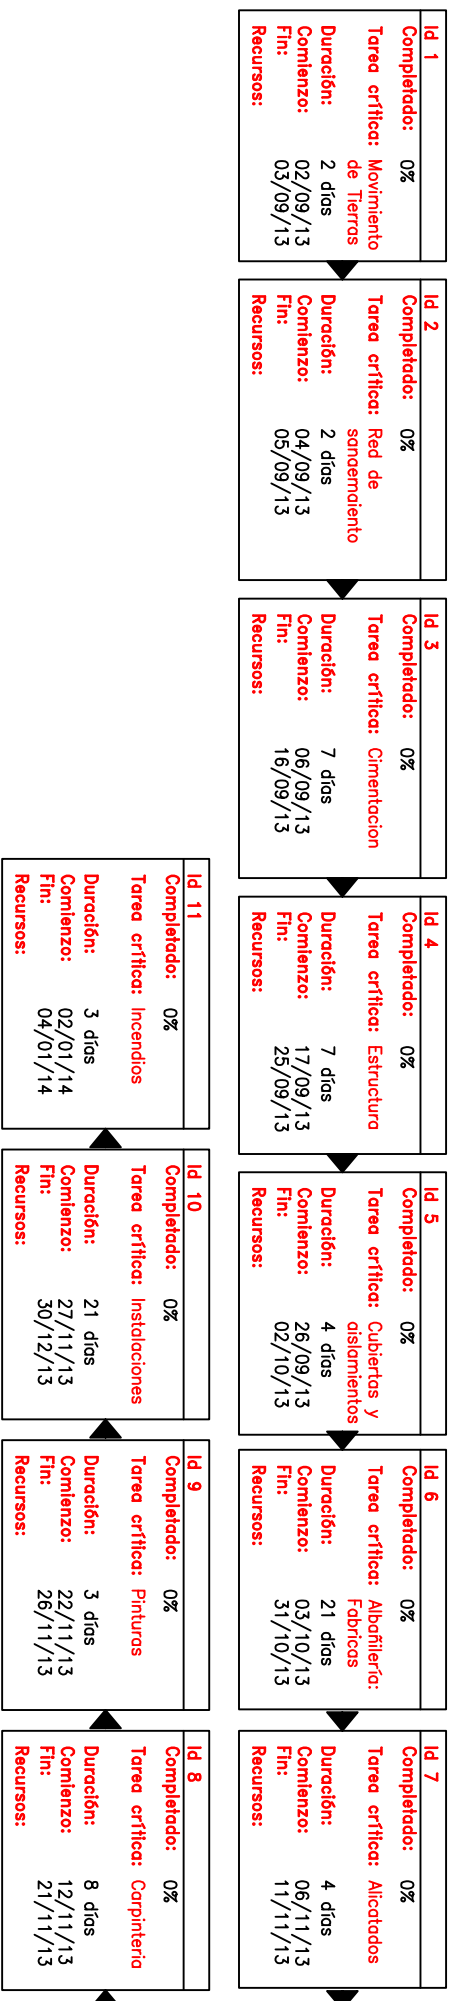 Id 1
Completado: 0%
Tarea crítica: Movimiento
de Tierras
Duración: 2 días
Comienzo: 02/09/13
Fin: 03/09/13
Recursos:
Id 2
Completado: 0%
Tarea crítica: Red de
sanaemaiento
Duración: 2 días
Comienzo: 04/09/13
Fin: 05/09/13
Recursos:
Id 3
Completado: 0%
Tarea crítica: Cimentacion
Duración: 7 días
Comienzo: 06/09/13
Fin: 16/09/13
Recursos:
Id 4
Completado: 0%
Tarea crítica: Estructura
Duración: 7 días
Comienzo: 17/09/13
Fin: 25/09/13
Recursos:
Id 5
Completado: 0%
Tarea crítica: Cubiertas y
aislamientos
Duración: 4 días
Comienzo: 26/09/13
Fin: 02/10/13
Recursos:
Id 6
Completado: 0%
Tarea crítica: Albañilería:
Fabricas
Duración: 21 días
Comienzo: 03/10/13
Fin: 31/10/13
Recursos:
Id 7
Completado: 0%
Tarea crítica: Alicatados
Duración: 4 días
Comienzo: 06/11/13
Fin: 11/11/13
Recursos:
Id 11
Completado: 0%
Tarea crítica: Incendios
Duración: 3 días
Comienzo: 02/01/14
Fin: 04/01/14
Recursos:
Id 10
Completado: 0%
Tarea crítica: Instalaciones
Duración: 21 días
Comienzo: 27/11/13
Fin: 30/12/13
Recursos:
Id 9
Completado: 0%
Tarea crítica: Pinturas
Duración: 3 días
Comienzo: 22/11/13
Fin: 26/11/13
Recursos:
Id 8
Completado: 0%
Tarea crítica: Carpinteria
Duración: 8 días
Comienzo: 12/11/13
Fin: 21/11/13
Recursos: